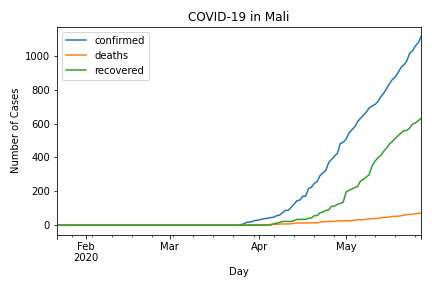 COVID-19 in Mali
confirmed
deaths
recovered
Number of Cases
1000
800
600
400
200
0
Feb
2020
Mar
Apr
May
Day